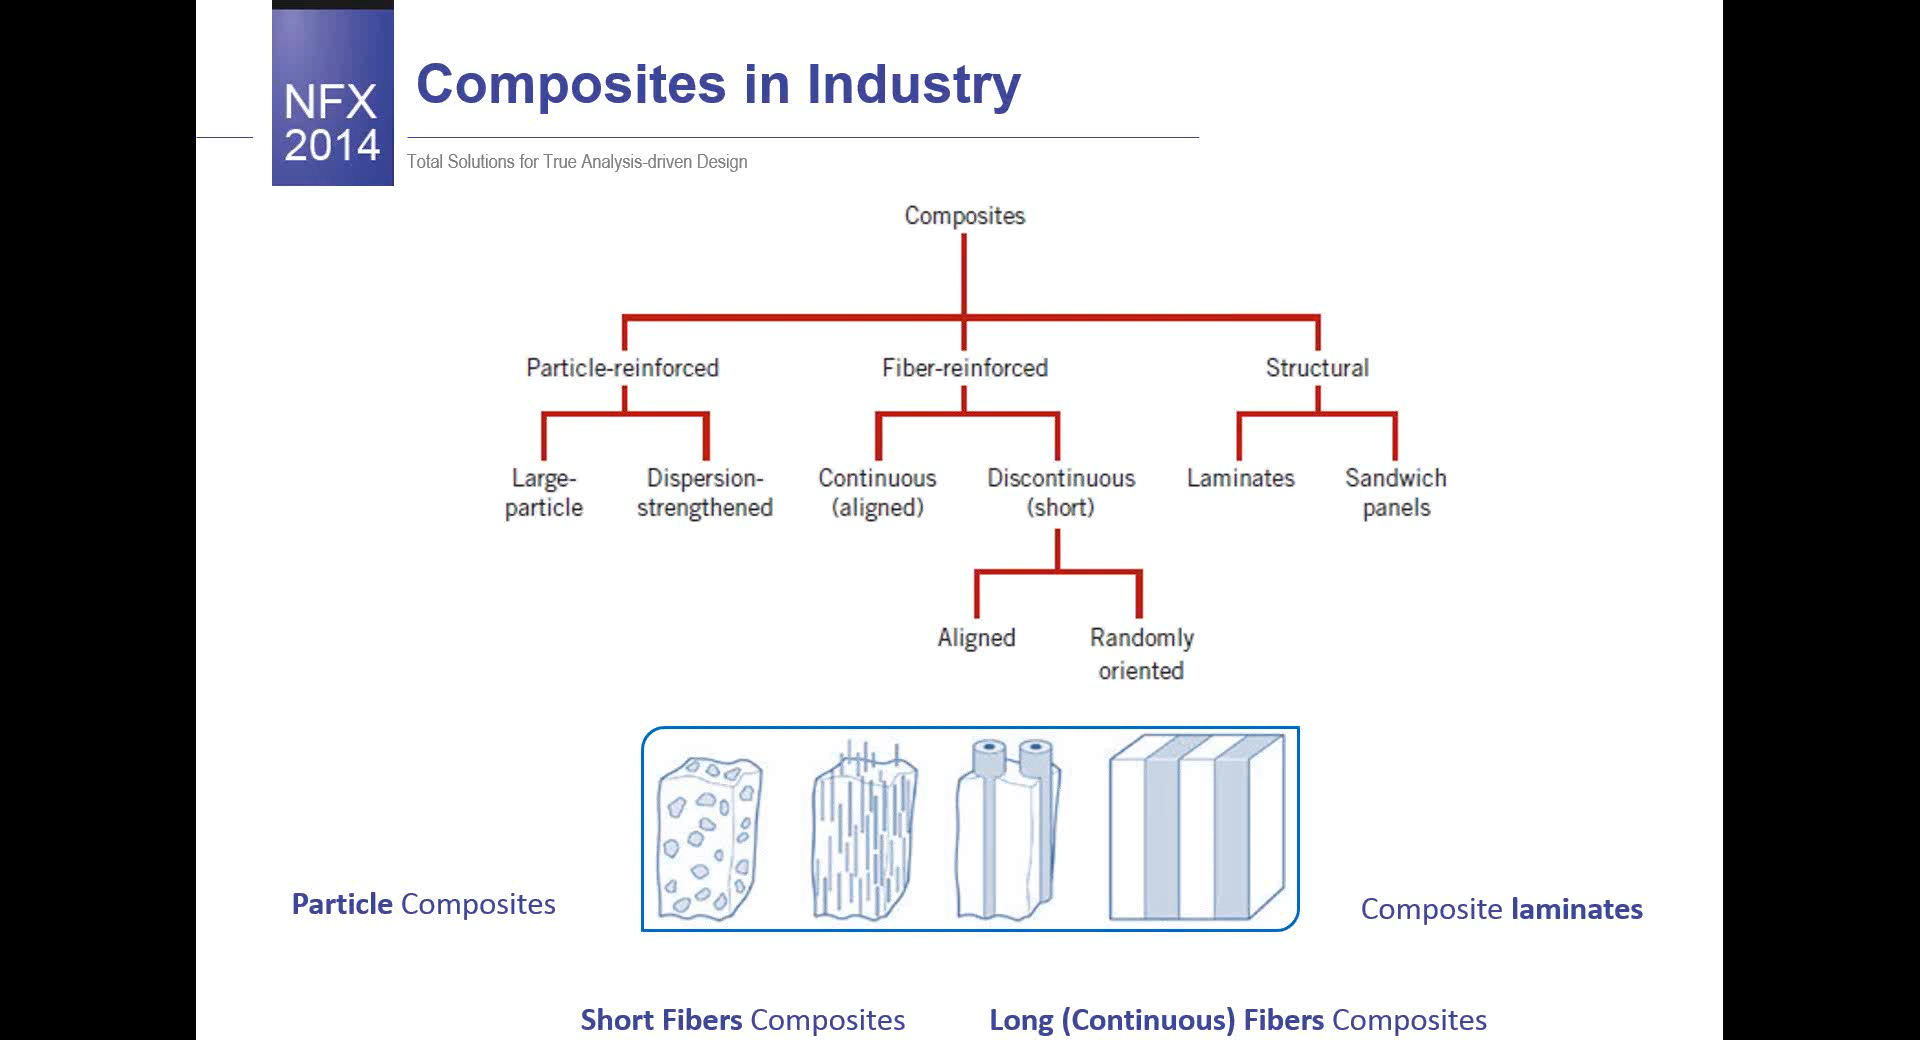 NFX
2014
Composites in Industry
Total Solutions for True Analysis-driven Design
Composites
Particle-reinforced
Fiber-reinforced
Structural
Large-
particle
Dispersion-
strengthened
Continuous
(aligned)
Discontinuous
(short)
Laminates
Sandwich
panels
Aligned
Randomly
oriented
Particle Composites
Composite laminates
Short Fibers Composites
Long (Continuous) Fibers Composites